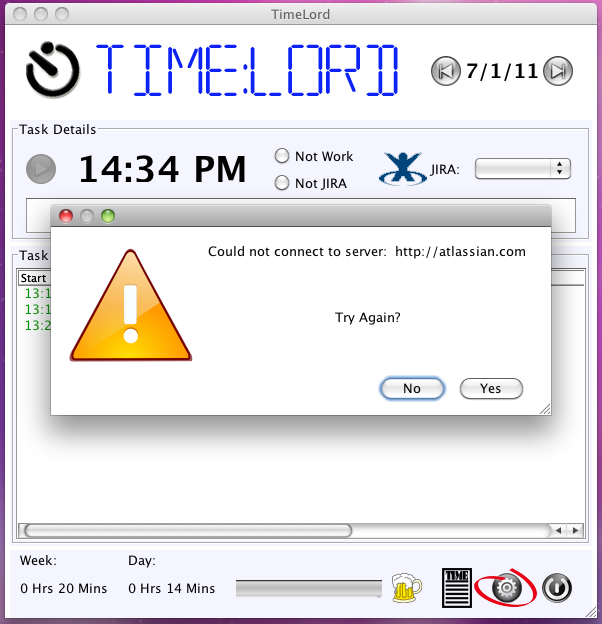 TimeLord
TIME:LORD
7/1/11
Task Details
14:34 PM
Not Work
Not JIRA
JIRA:
Could not connect to server: http://atlassian.com
Try Again?
No
Yes
Task
Start
13:1
13:1
13:2
Week:
Day:
0 Hrs 20 Mins
0 Hrs 14 Mins
TIME